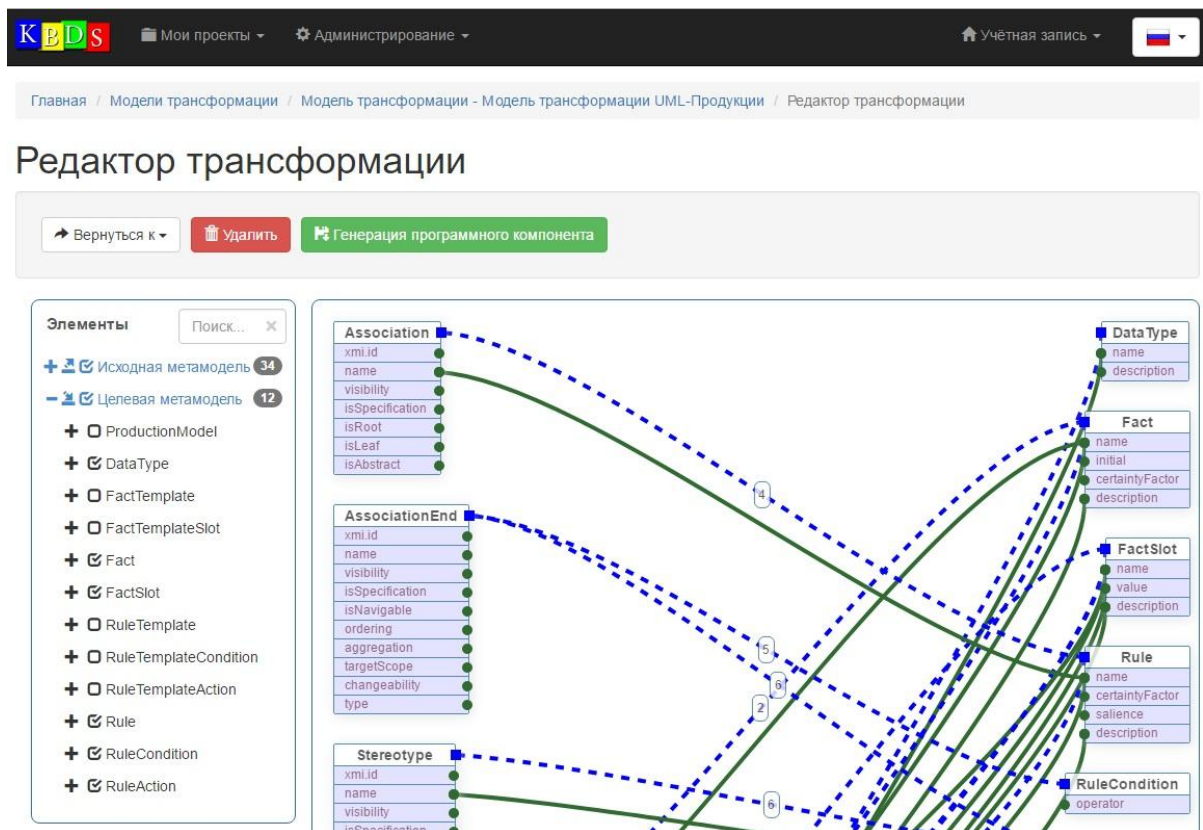 KBDS Мои проекты Администрирование Учётная запись
Главная / Модели трансформации / Модель трансформации - Модель трансформации UML-Продукции / Редактор трансформации
Редактор трансформации
Вернуться к Удалить Генерация программного компонента
Элементы Поиск...
Исходная метамодель 34
Целевая метамодель 12
ProductionModel
DataType
FactTemplate
FactTemplateSlot
Fact
FactSlot
RuleTemplate
RuleTemplateCondition
RuleTemplateAction
Rule
RuleCondition
RuleAction
Association
xmi.id
name
visibility
isSpecification
isRoot
isLeaf
isAbstract
AssociationEnd
xmi.id
name
visibility
isSpecification
isNavigable
ordering
aggregation
targetScope
changeability
type
Stereotype
xmi.id
name
visibility
isSpecification
4
5
6
2
6
DataType
name
description
Fact
name
initial
certaintyFactor
description
FactSlot
name
value
description
Rule
name
certaintyFactor
salience
description
RuleCondition
operator